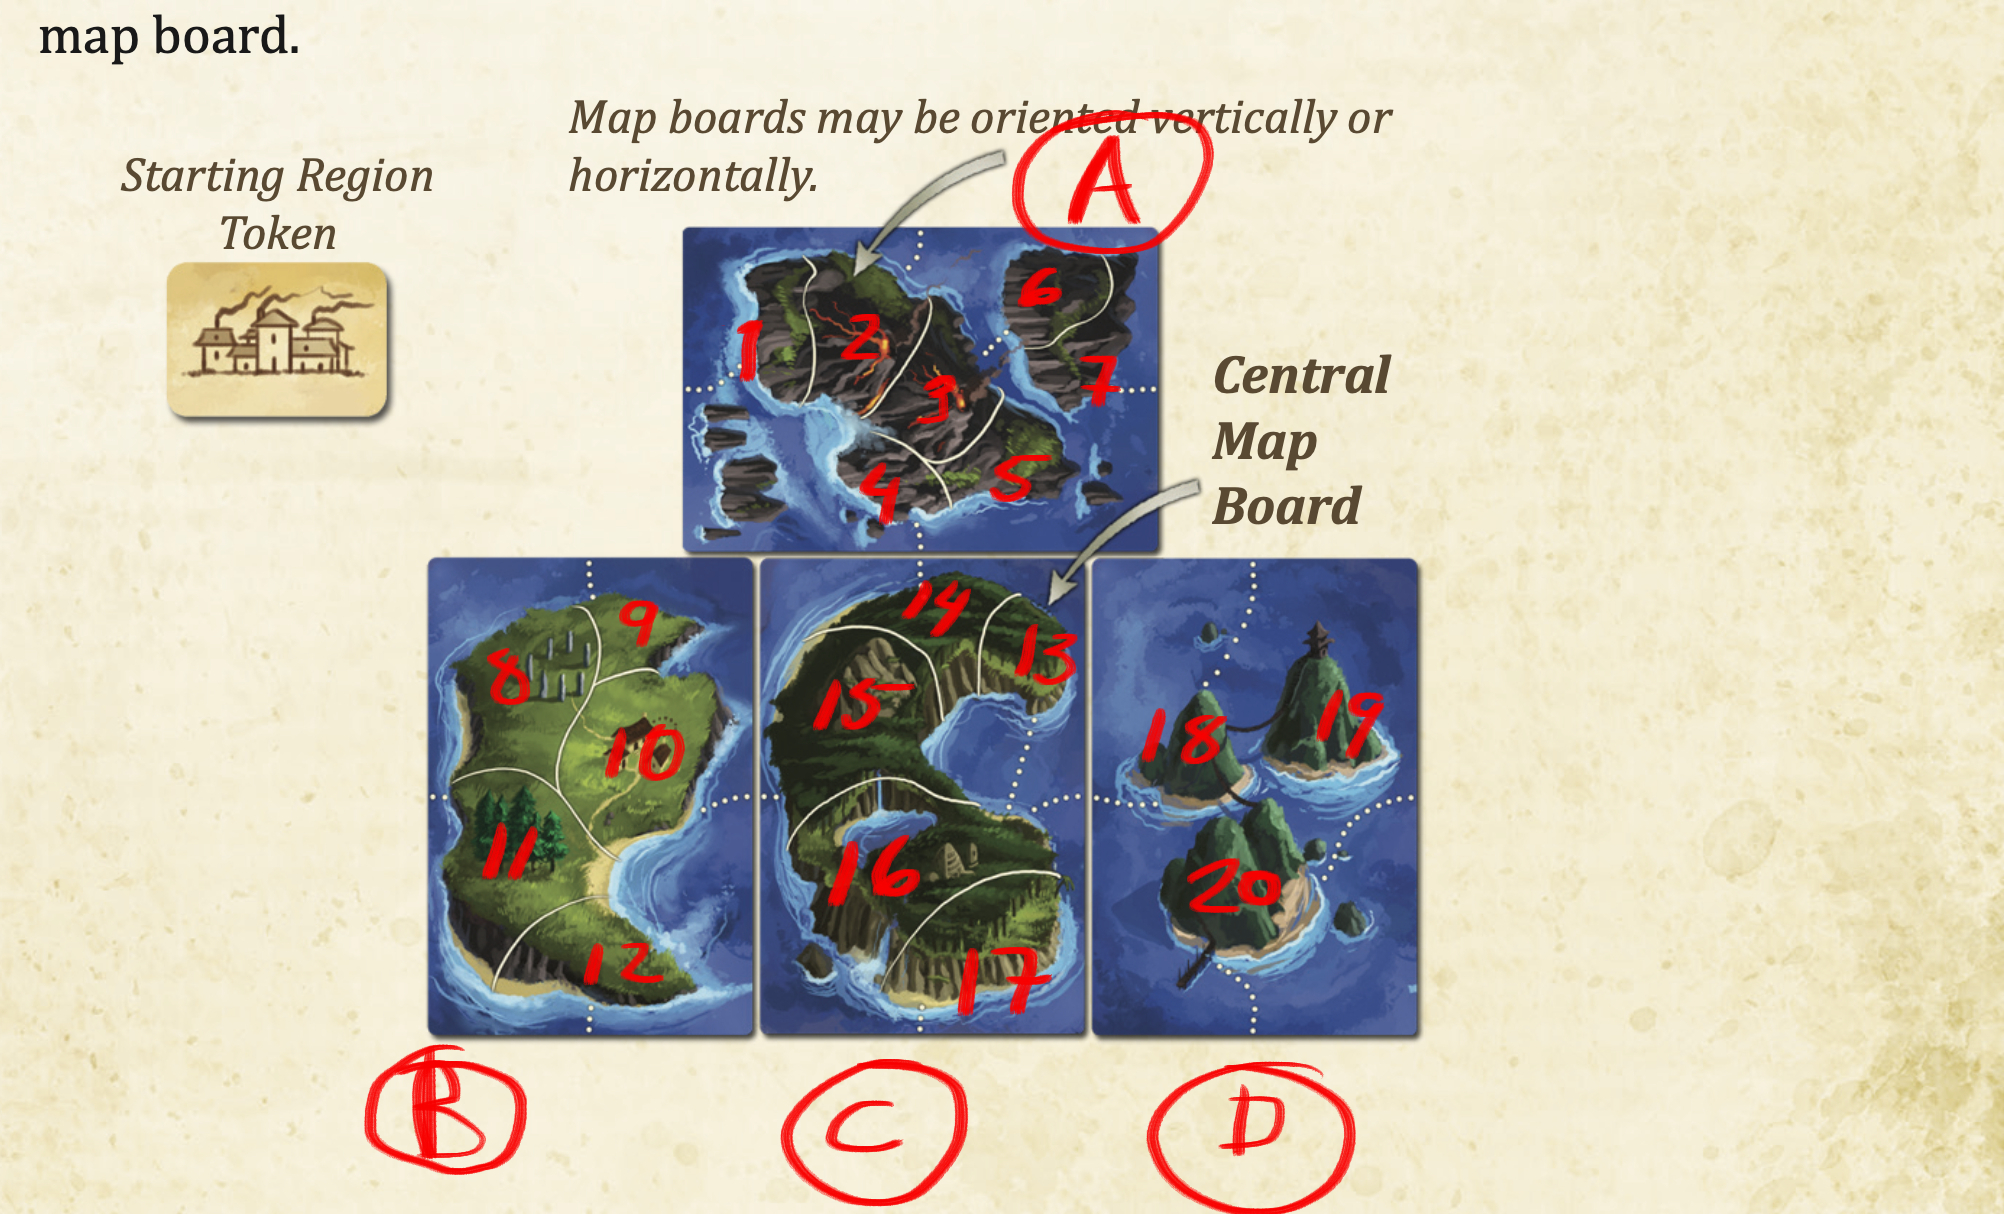 map board.
Map boards may be oriented vertically or
horizontally.
A
Starting Region
Token
1
2
3
4
5
6
7
Central
Map
Board
8
9
10
11
12
14
13
15
16
17
18
19
20
B
C
D